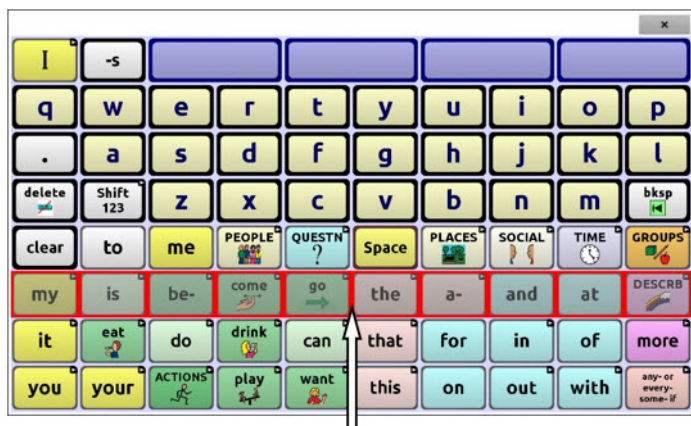 ×
I -s
q w e r t y u i o p
. a s d f g h j k l
delete Shift 123 z x c v b n m bksp
clear to me PEOPLE QUESTN ? Space PLACES SOCIAL TIME GROUPS
my is be- come go the a- and at DESCRB
it eat do drink can that for in of more
you your ACTIONS play want this on out with any- or every- some- if